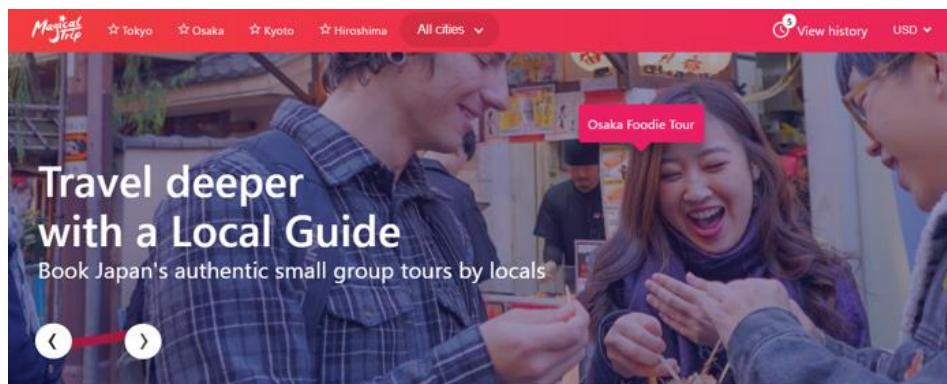 Magical Trip
☆ Tokyo ☆ Osaka ☆ Kyoto ☆ Hiroshima All cities 5 View history USD
Osaka Foodie Tour
Travel deeper
with a Local Guide
Book Japan's authentic small group tours by locals